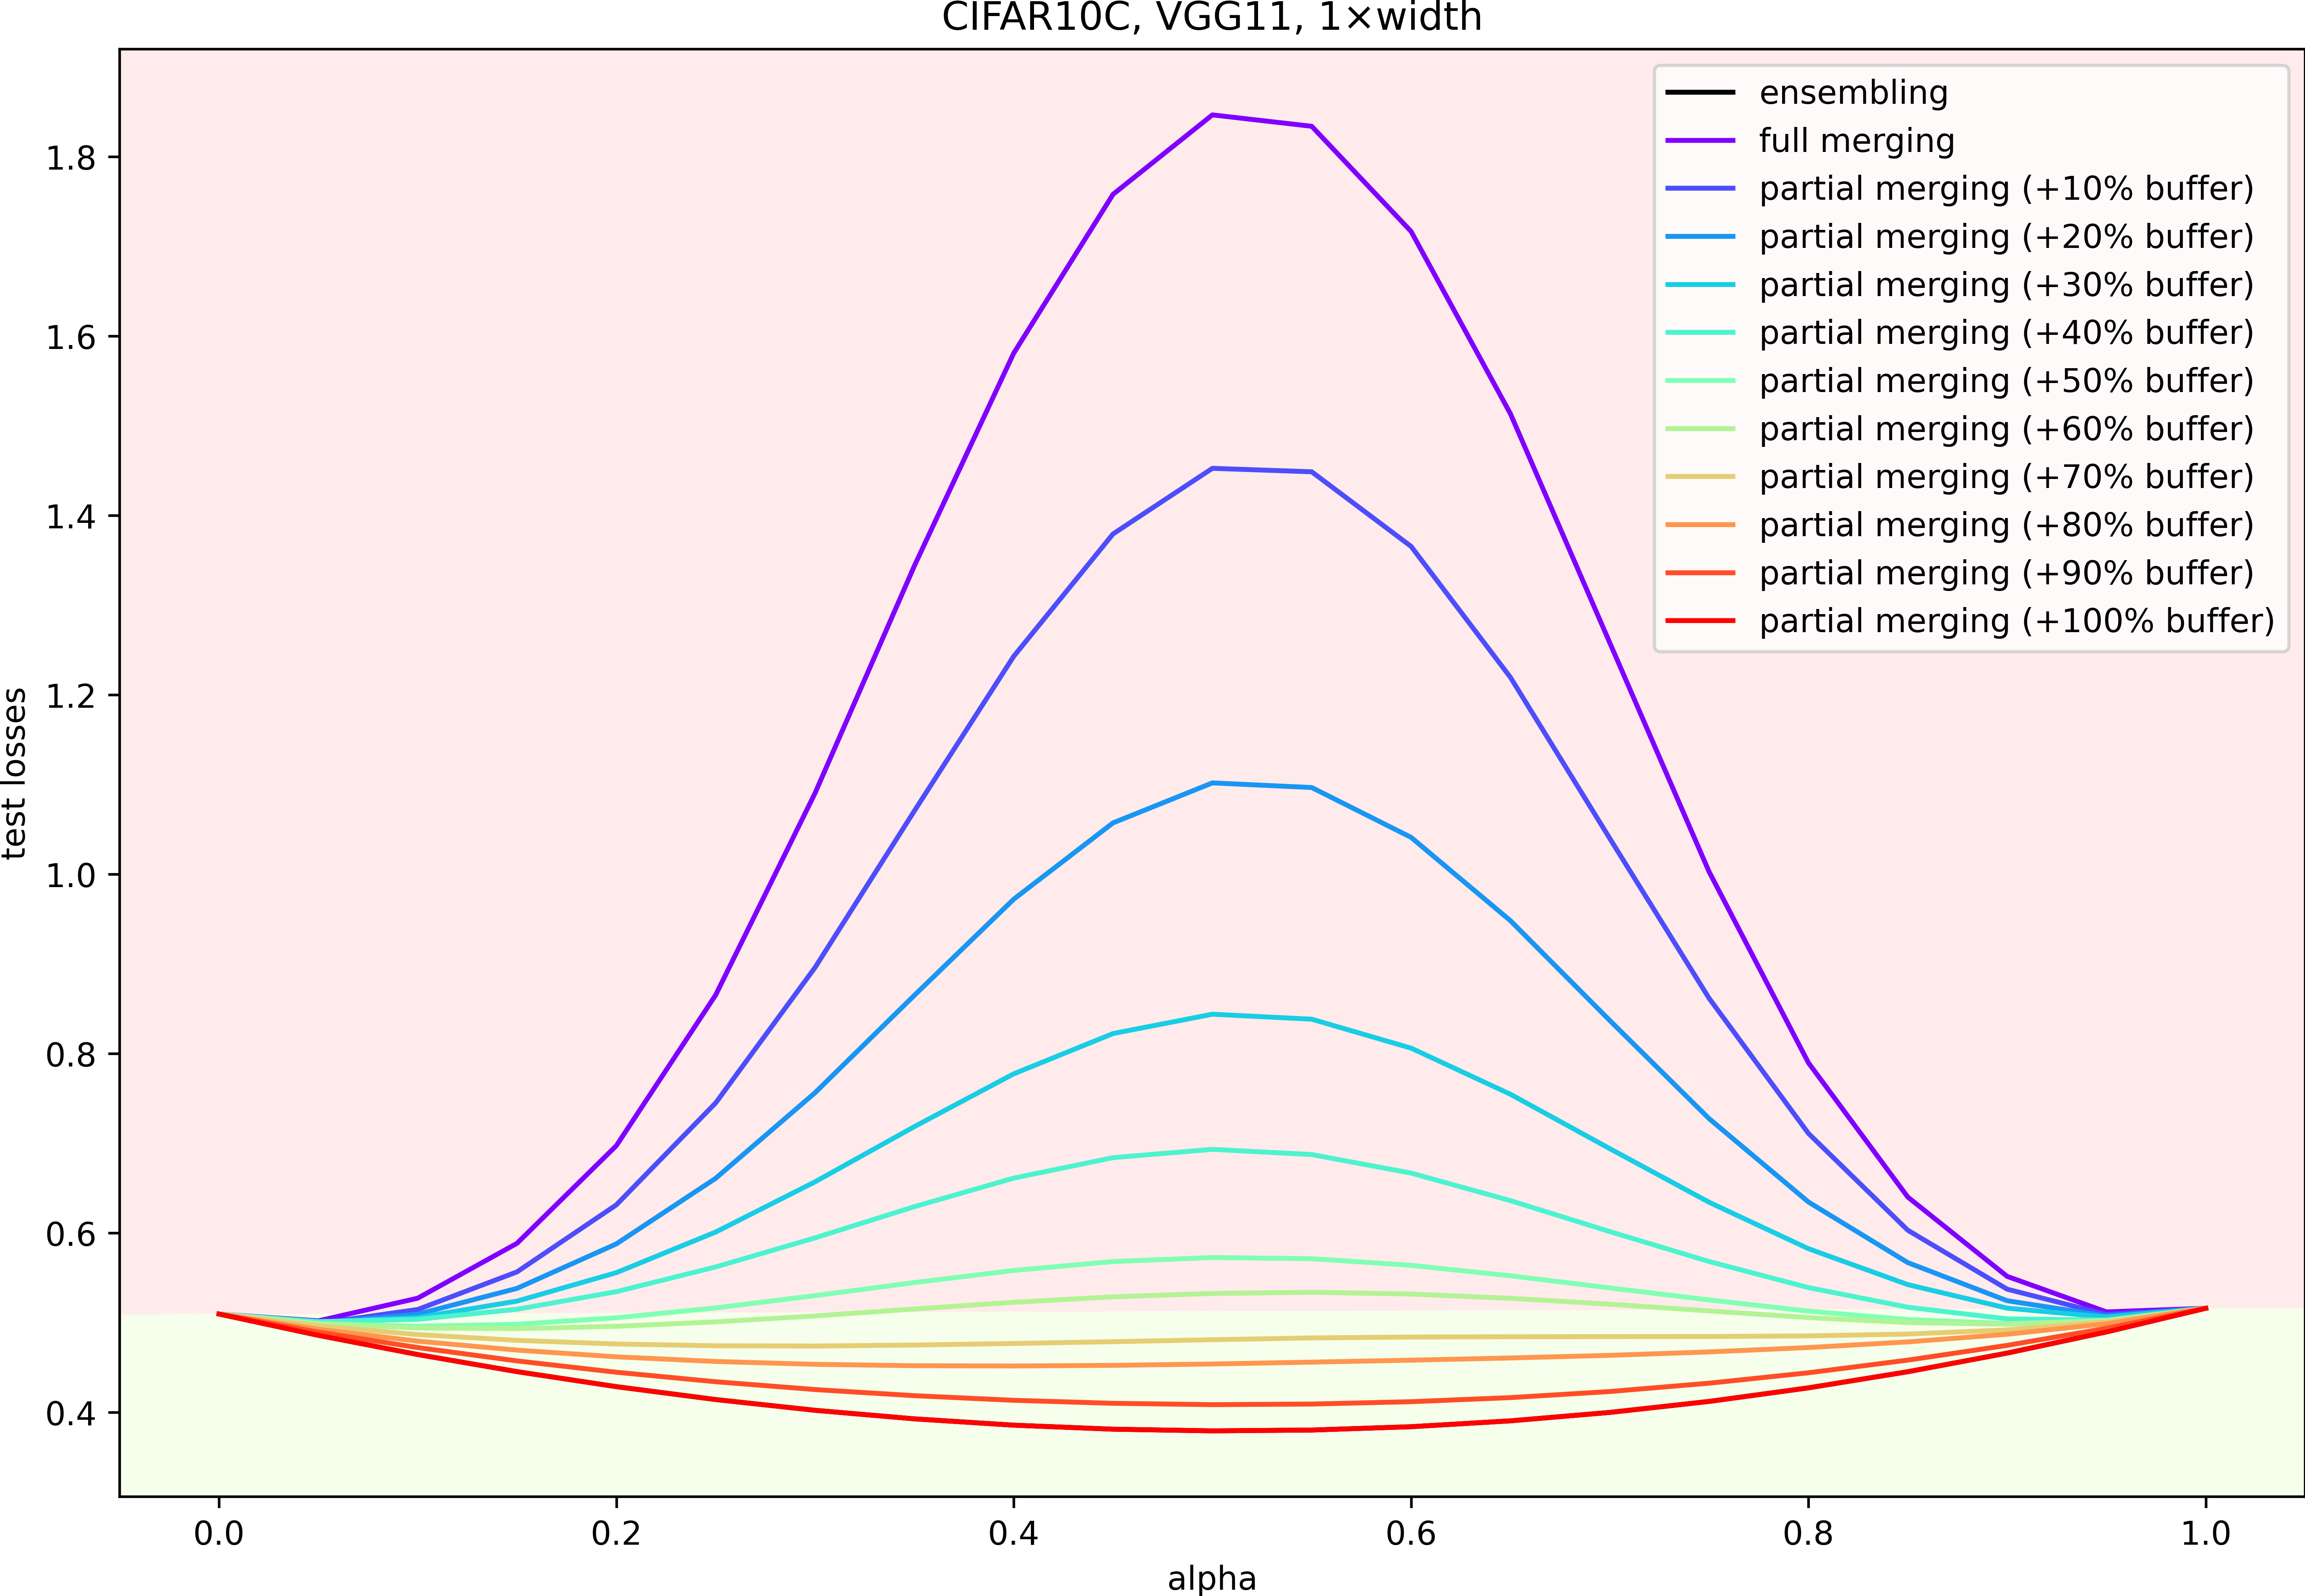 CIFAR10C, VGG11, 1×width
ensembling
full merging
partial merging (+10% buffer)
partial merging (+20% buffer)
partial merging (+30% buffer)
partial merging (+40% buffer)
partial merging (+50% buffer)
partial merging (+60% buffer)
partial merging (+70% buffer)
partial merging (+80% buffer)
partial merging (+90% buffer)
partial merging (+100% buffer)
test losses
1.8
1.6
1.4
1.2
1.0
0.8
0.6
0.4
0.0 0.2 0.4 0.6 0.8 1.0
alpha